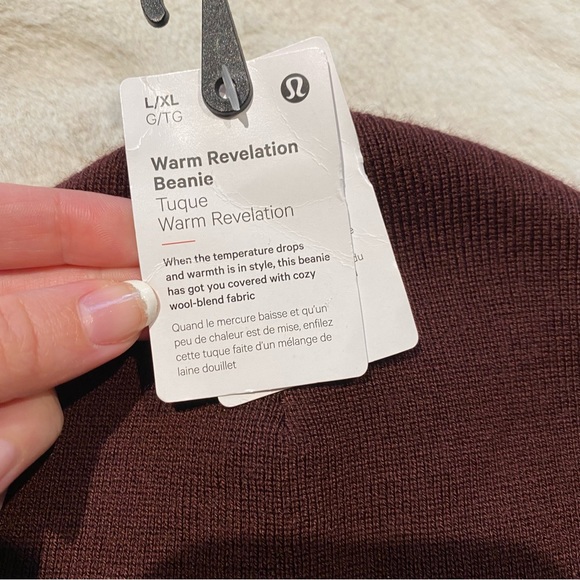 L/XL
G/TG
Warm Revelation
Beanie
Tuque
Warm Revelation
When the temperature drops
and warmth is in style, this beanie
has got you covered with cozy
wool-blend fabric
Quand le mercure baisse et qu'un
peu de chaleur est de mise, enfilez
cette tuque faite d'un mélange de
laine douillet